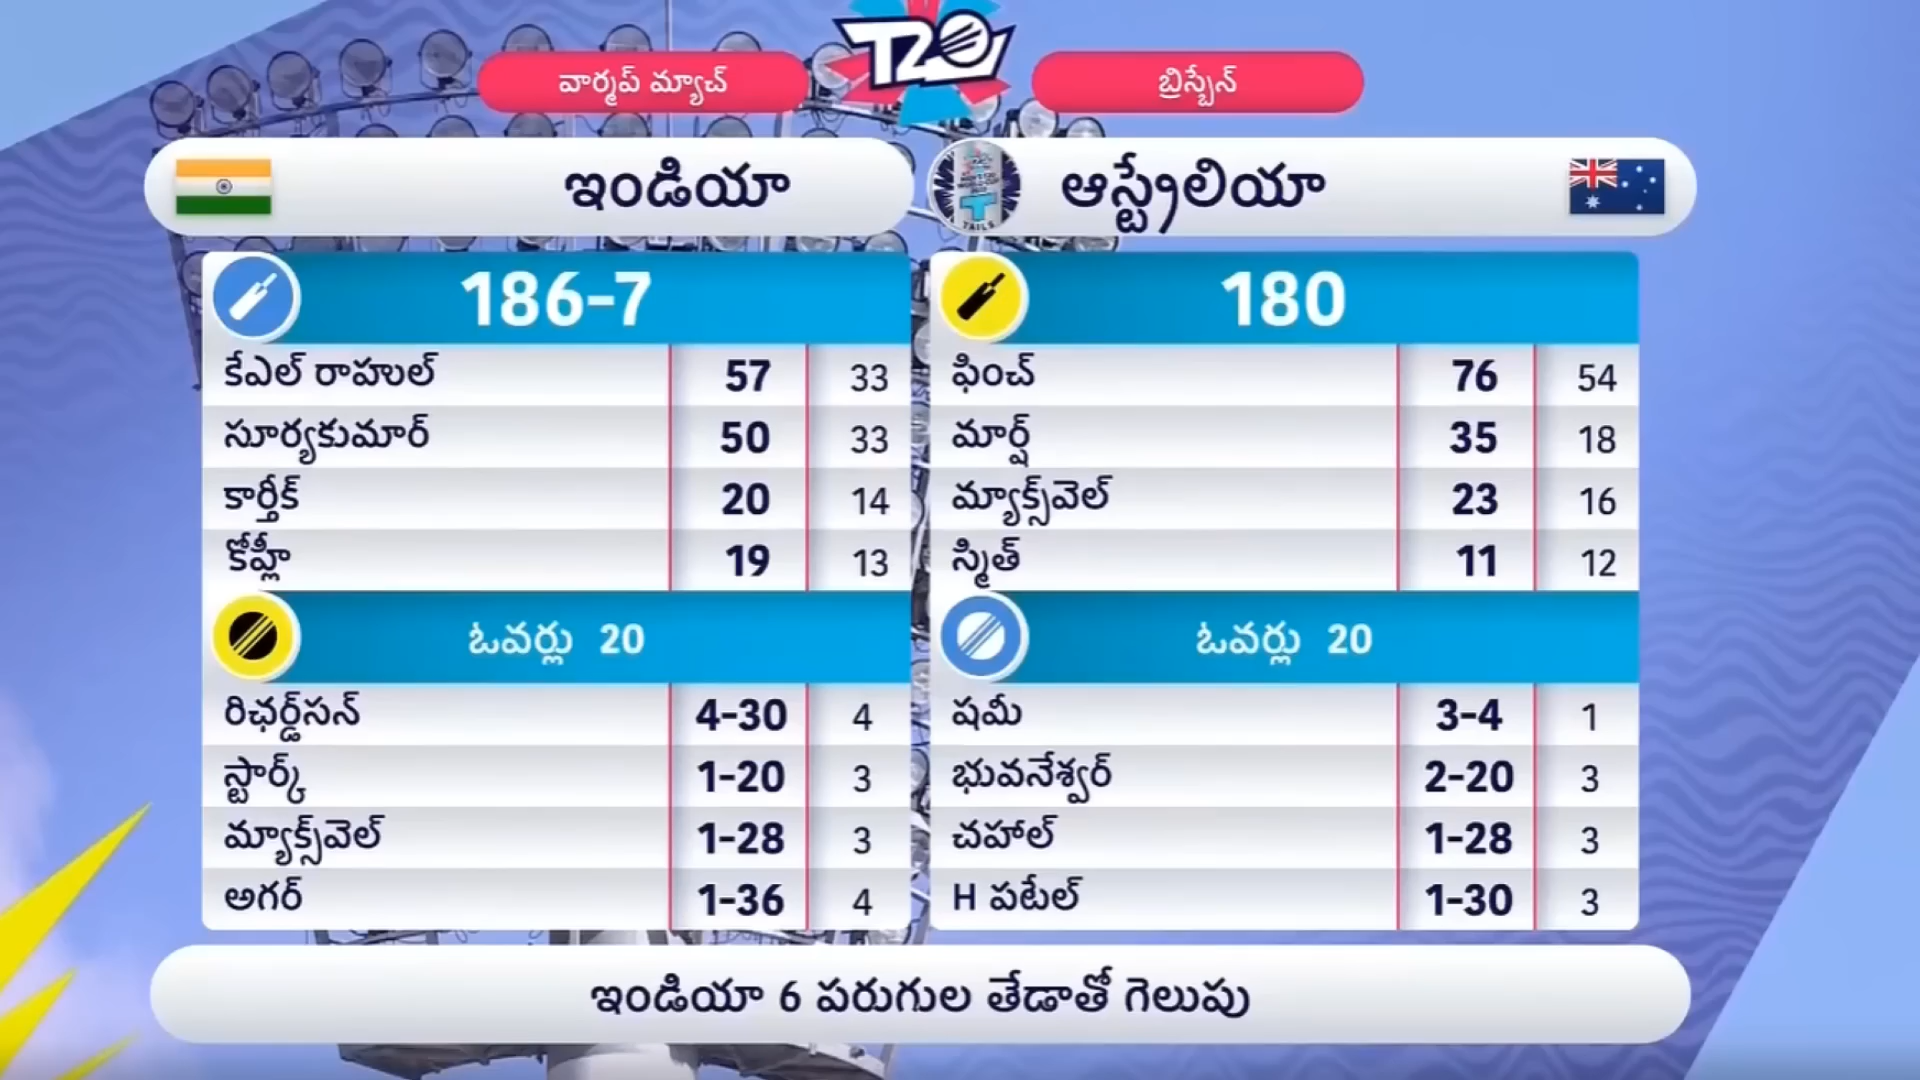 T20
వార్మప్ మ్యాచ్
బ్రిస్బేన్
ఇండియా
ఆస్ట్రేలియా
186-7
కేఎల్ రాహుల్ 57 33
సూర్యకుమార్ 50 33
కార్తీక్ 20 14
కోహ్లీ 19 13
ఓవర్లు 20
రిఛర్డ్‌సన్ 4-30 4
స్టార్క్ 1-20 3
మ్యాక్స్‌వెల్ 1-28 3
అగర్ 1-36 4
TAILS
180
ఫించ్ 76 54
మార్ష్ 35 18
మ్యాక్స్‌వెల్ 23 16
స్మిత్ 11 12
ఓవర్లు 20
షమీ 3-4 1
భువనేశ్వర్ 2-20 3
చహాల్ 1-28 3
H పటేల్ 1-30 3
ఇండియా 6 పరుగుల తేడాతో గెలుపు